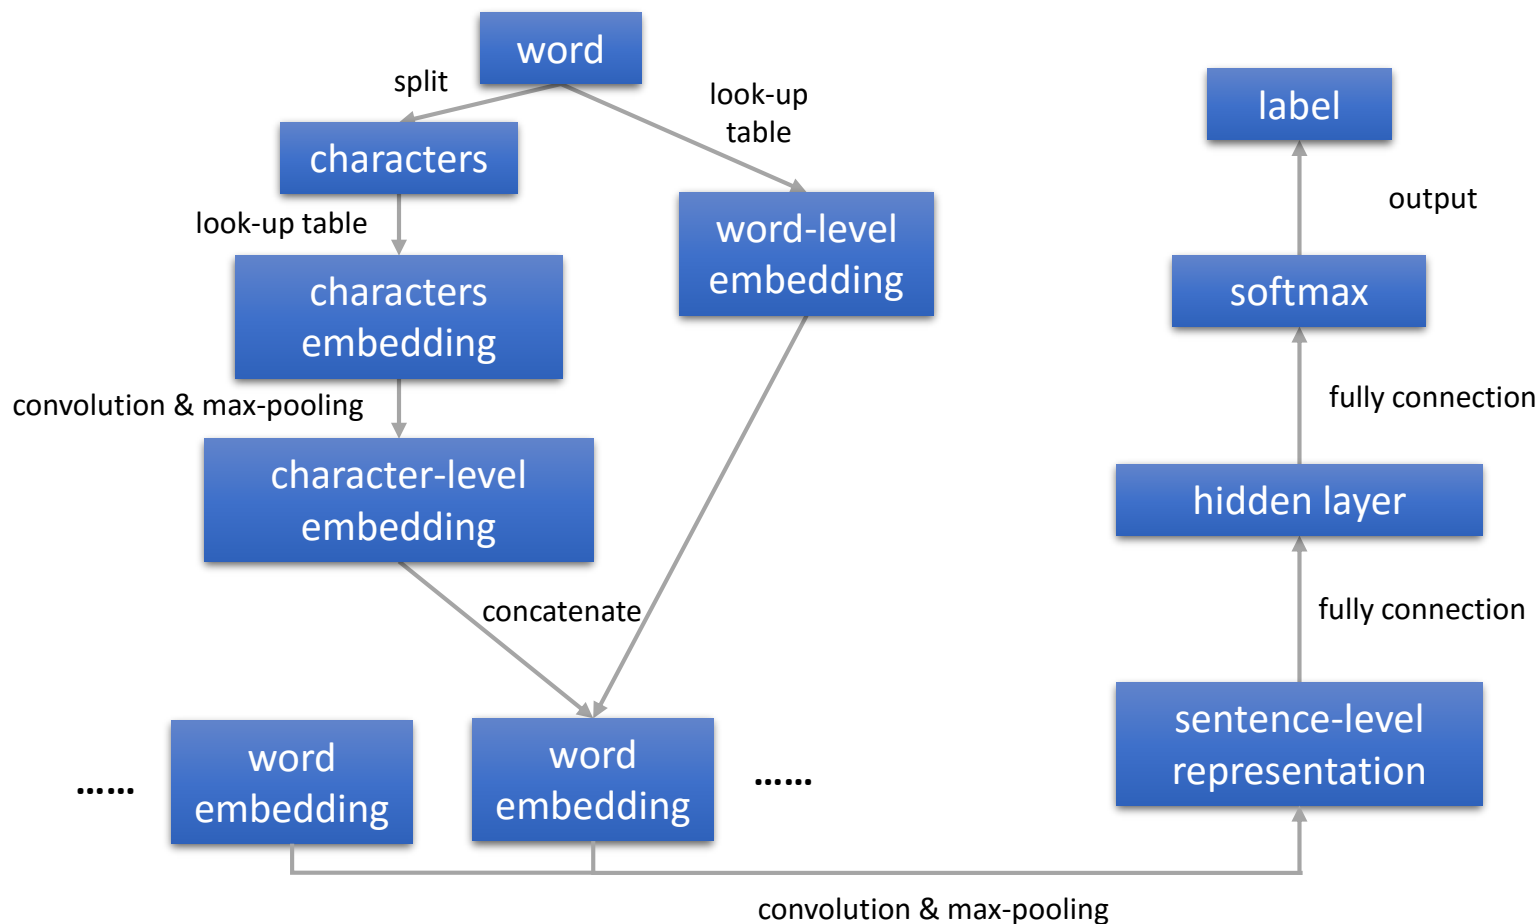 word
split
look-up
table
characters
look-up table
word-level
embedding
characters
embedding
convolution & max-pooling
character-level
embedding
concatenate
......
word
embedding
word
embedding
......
convolution & max-pooling
label
output
softmax
fully connection
hidden layer
fully connection
sentence-level
representation